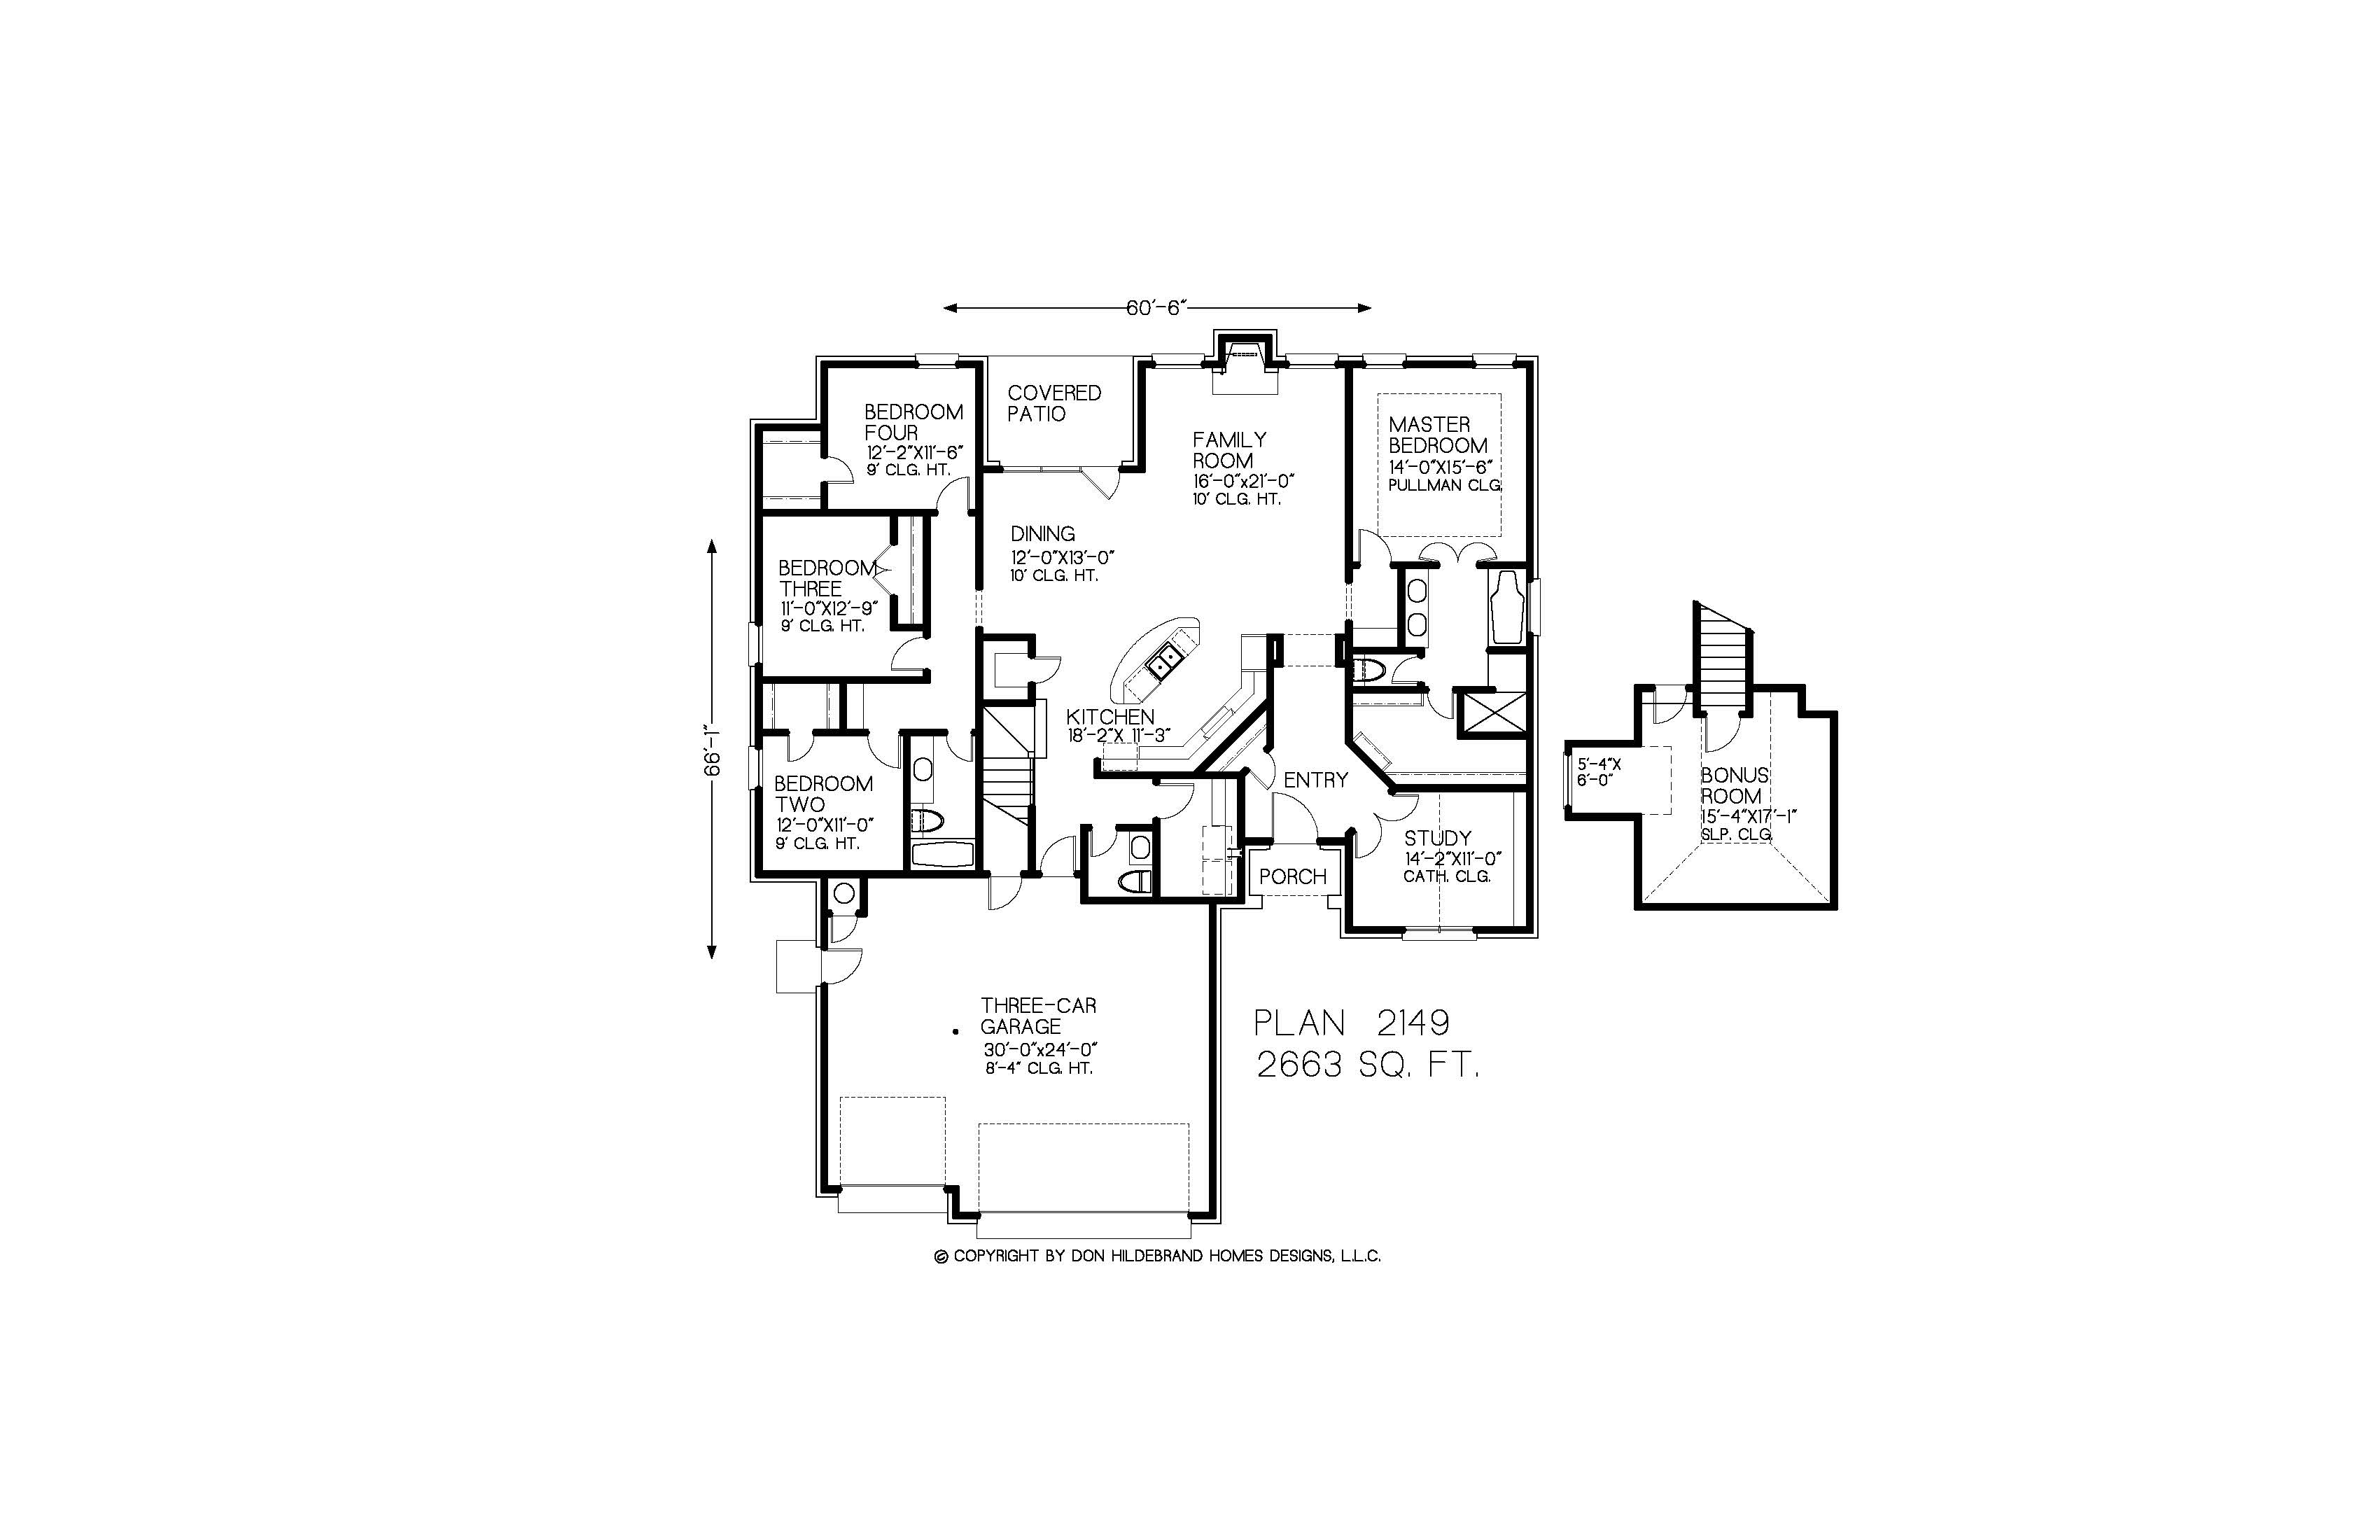 60'-6"
COVERED
PATIO
BEDROOM
FOUR
12'-2"X11'-6"
9' CLG. HT.
FAMILY
ROOM
16'-0"x21'-0"
10' CLG. HT.
MASTER
BEDROOM
14'-0"X15'-6"
PULLMAN CLG.
DINING
12'-0"X13'-0"
10' CLG. HT.
BEDROOM
THREE
11'-0"X12'-9"
9' CLG. HT.
66'-1"
KITCHEN
18'-2"X 11'-3"
BEDROOM
TWO
12'-0"X11'-0"
9' CLG. HT.
ENTRY
STUDY
14'-2"X11'-0"
CATH. CLG.
PORCH
5'-4"X
6'-0"
BONUS
ROOM
15'-4"X17'-1"
SLP. CLG.
THREE-CAR
GARAGE
30'-0"x24'-0"
8'-4" CLG. HT.
PLAN 2149
2663 SQ. FT.
© COPYRIGHT BY DON HILDEBRAND HOMES DESIGNS, L.L.C.